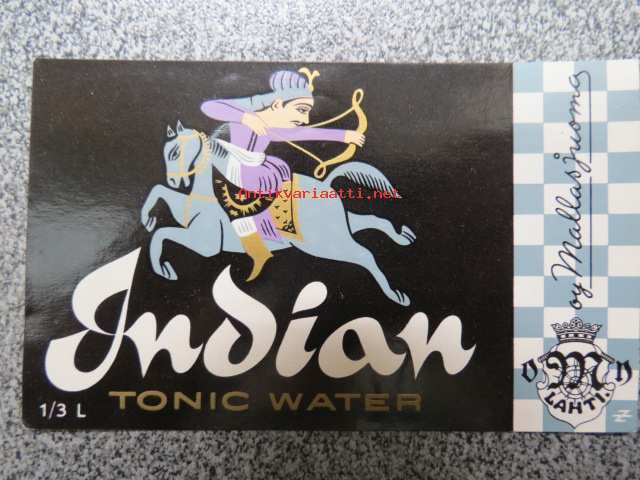 antikvariaatti.net
Indian
TONIC WATER
1/3 L
oy Mallasjuoma
O M Y
LAHTI.